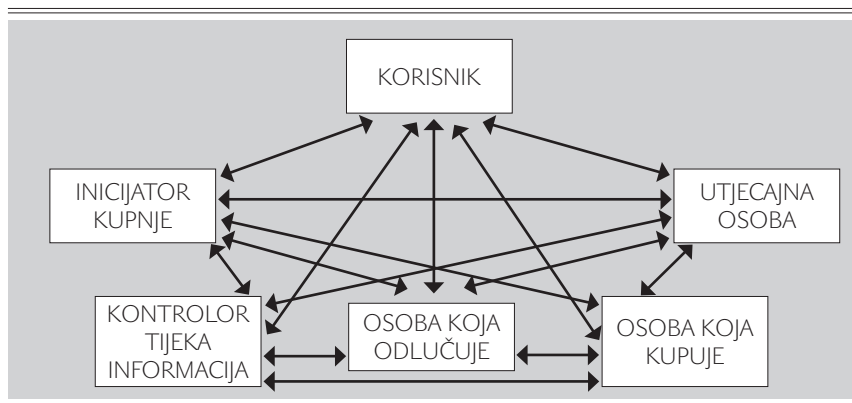 KORISNIK
INICIJATOR
KUPNJE
UTJECAJNA
OSOBA
KONTROLOR
TIJEKA
INFORMACIJA
OSOBA KOJA
ODLUČUJE
OSOBA KOJA
KUPUJE